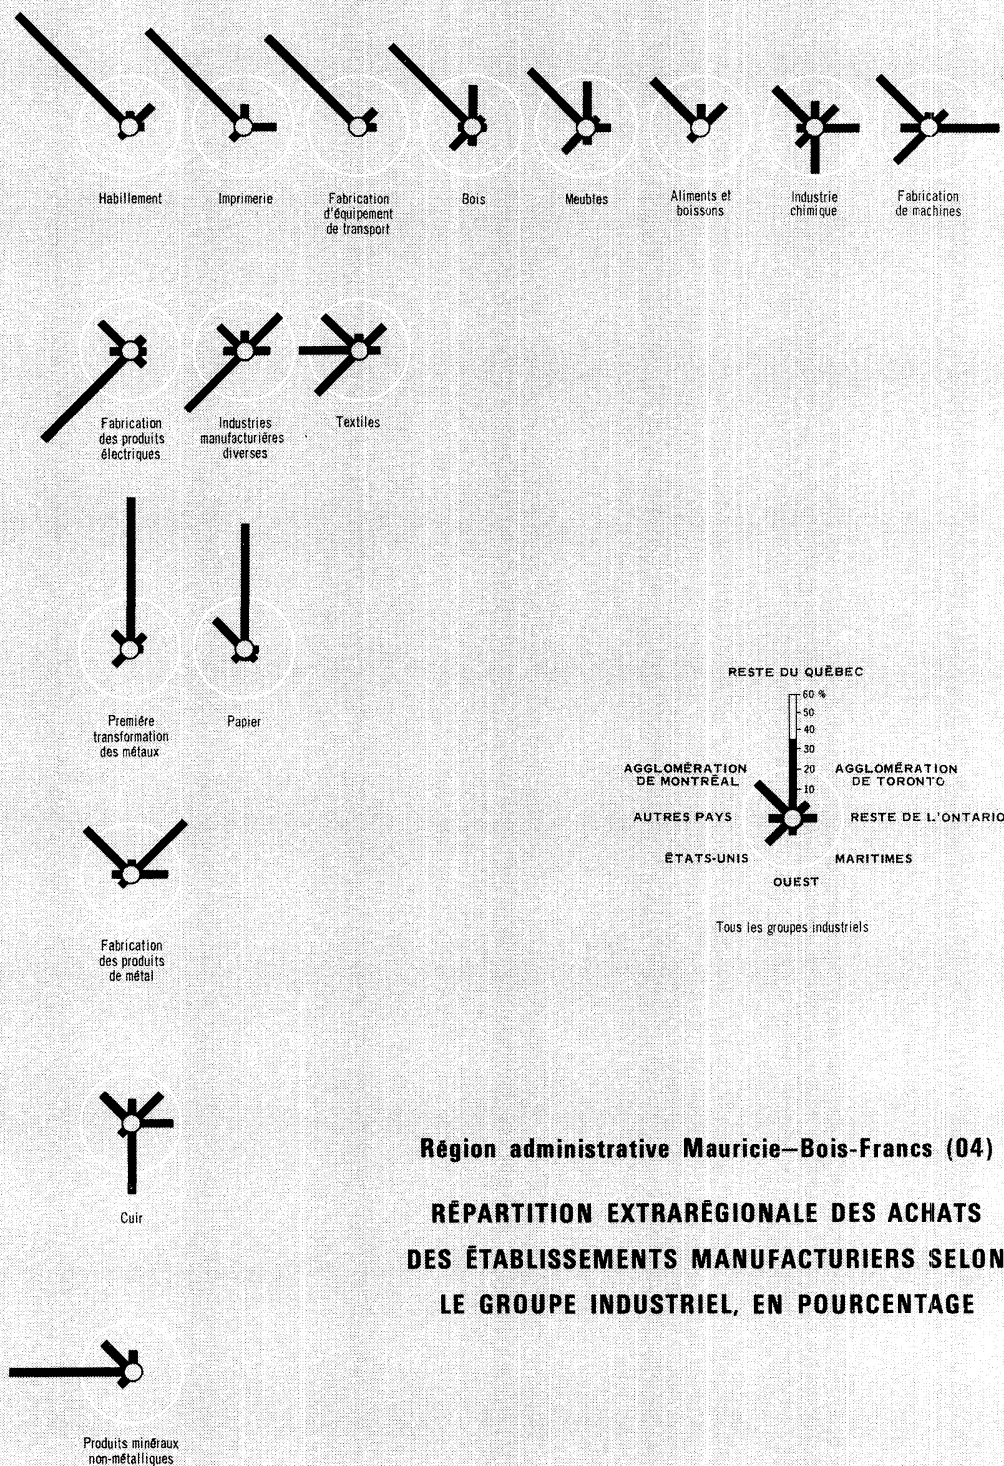 Habillement
Imprimerie
Fabrication
d'équipement
de transport
Bois
Meubles
Aliments et
boissons
Industrie
chimique
Fabrication
de machines
Fabrication
des produits
électriques
Industries
manufacturières
diverses
Textiles
Première
transformation
des métaux
Papier
RESTE DU QUÉBEC
60 %
50
40
30
20
10
AGGLOMÉRATION
DE MONTRÉAL
AGGLOMÉRATION
DE TORONTO
AUTRES PAYS
RESTE DE L'ONTARIO
ÉTATS-UNIS
MARITIMES
OUEST
Tous les groupes industriels
Fabrication
des produits
de métal
Cuir
Région administrative Mauricie–Bois-Francs (04)
RÉPARTITION EXTRARÉGIONALE DES ACHATS
DES ÉTABLISSEMENTS MANUFACTURIERS SELON
LE GROUPE INDUSTRIEL, EN POURCENTAGE
Produits minéraux
non-métalliques